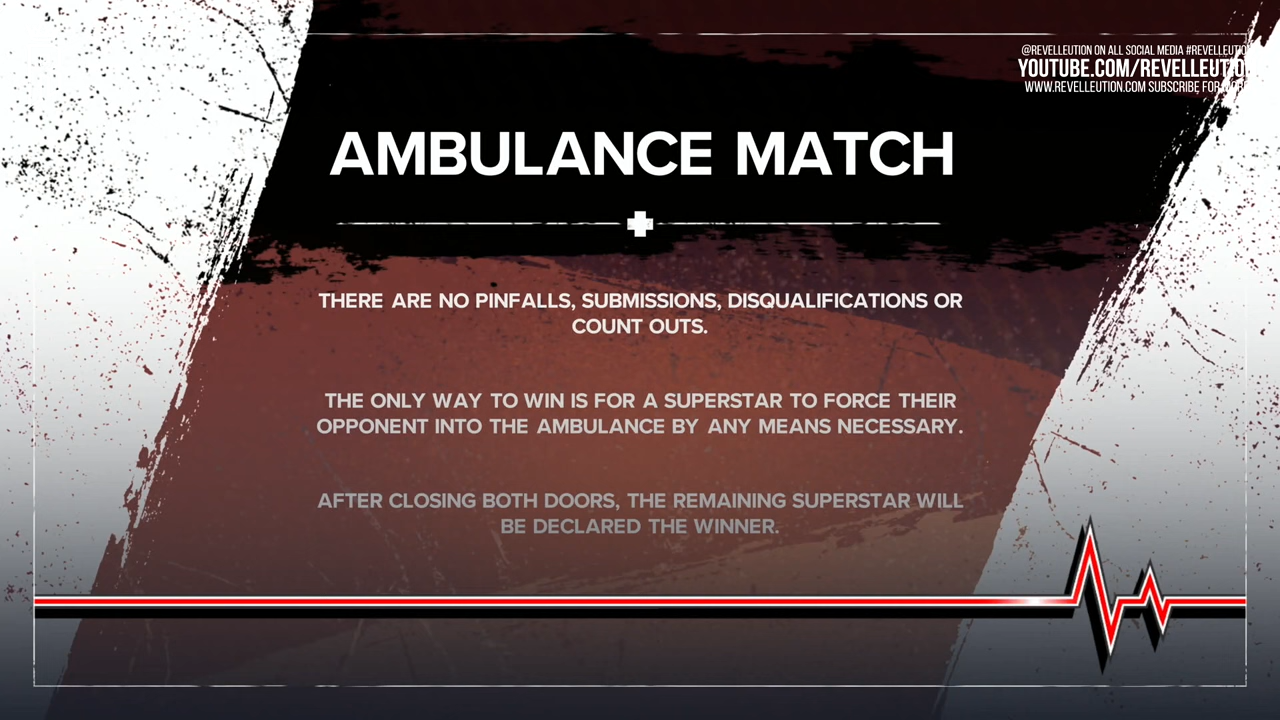 @REVELLEUTION ON ALL SOCIAL MEDIA #REVELLEUTION
YOUTUBE.COM/REVELLEUTION
WWW.REVELLEUTION.COM SUBSCRIBE FOR
AMBULANCE MATCH
THERE ARE NO PINFALLS, SUBMISSIONS, DISQUALIFICATIONS OR
COUNT OUTS.
THE ONLY WAY TO WIN IS FOR A SUPERSTAR TO FORCE THEIR
OPPONENT INTO THE AMBULANCE BY ANY MEANS NECESSARY.
AFTER CLOSING BOTH DOORS, THE REMAINING SUPERSTAR WILL
BE DECLARED THE WINNER.